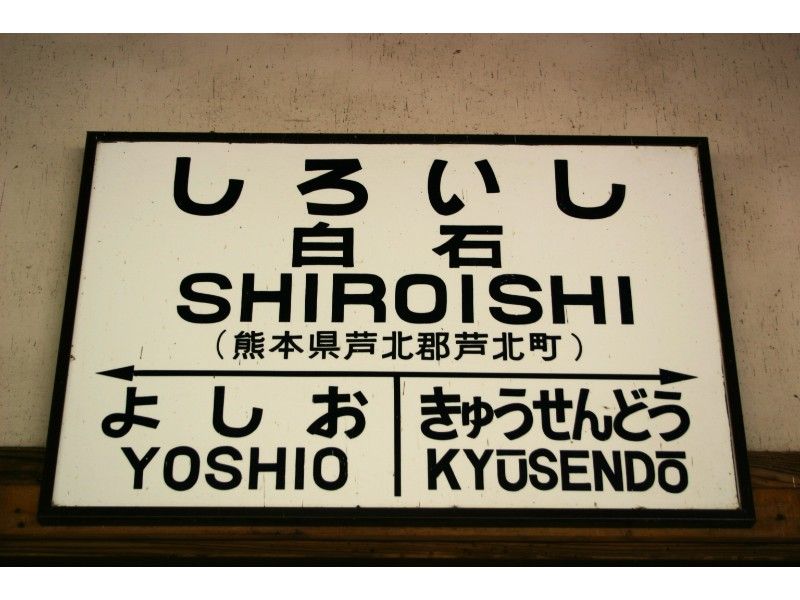 しろいし
白石
SHIROISHI
（熊本県芦北郡芦北町）
よしお
YOSHIO
きゅうせんどう
KYŪSENDŌ